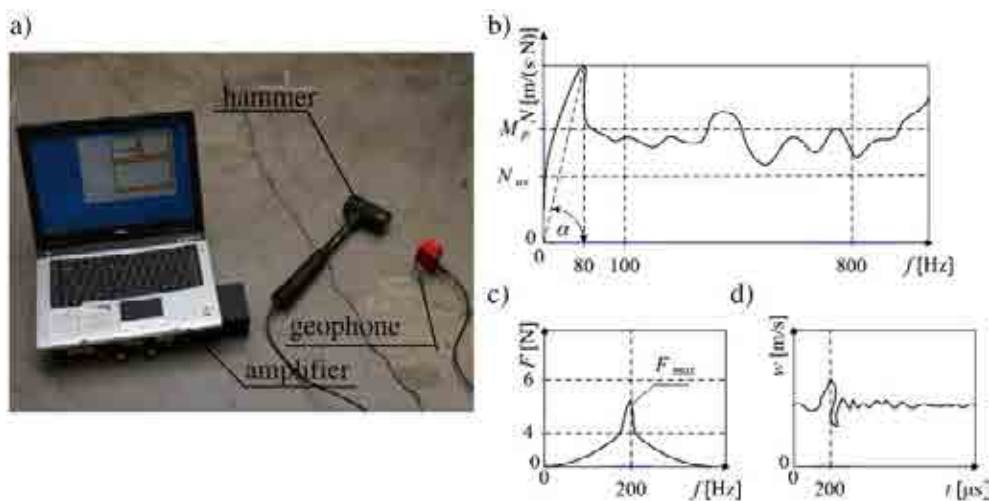 a)
hammer
geophone
amplifier
b)
N [m/(s·N)]
M_p
N_av
0
α
0
80
100
800
f [Hz]
c)
F [N]
6
4
0
F_max
200
f [Hz]
d)
w [m/s]
0
0
200
t [μs]